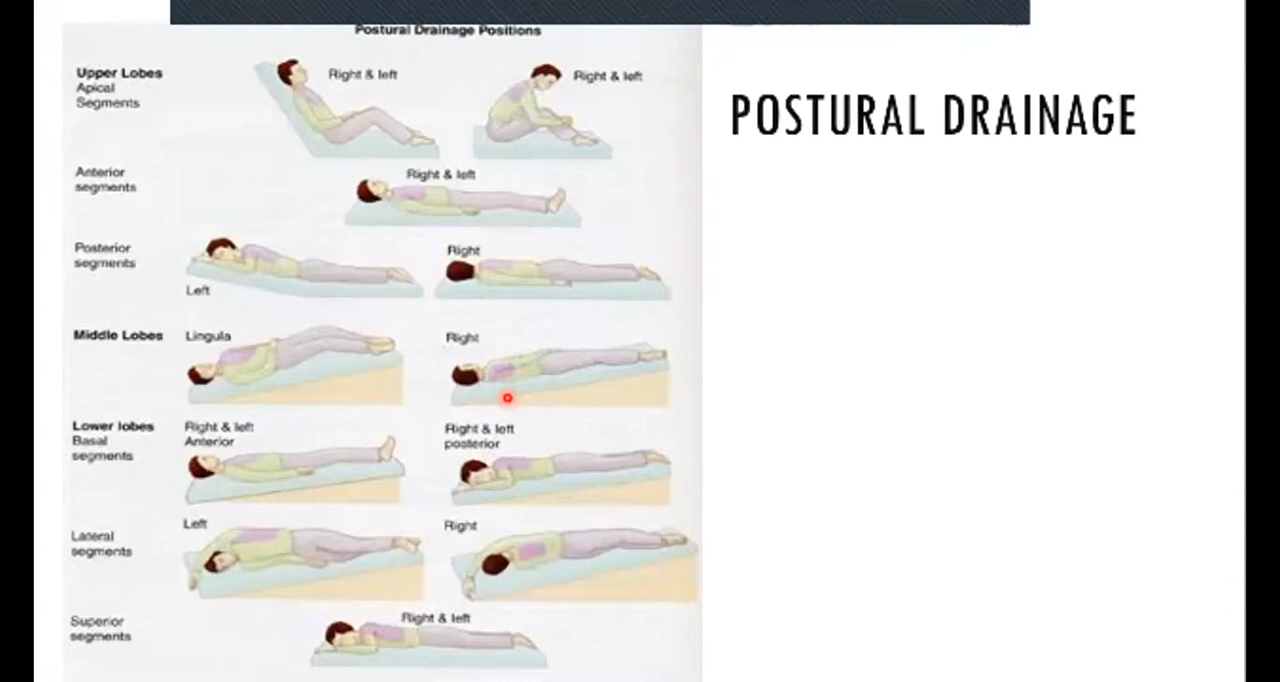 Postural Drainage Positions
POSTURAL DRAINAGE
Upper Lobes
Apical
Segments
Right & left
Right & left
Anterior
segments
Right & left
Posterior
segments
Left
Right
Middle Lobes
Lingula
Right
Lower lobes
Basal
segments
Right & left
Anterior
Right & left
posterior
Lateral
segments
Left
Right
Superior
segments
Right & left